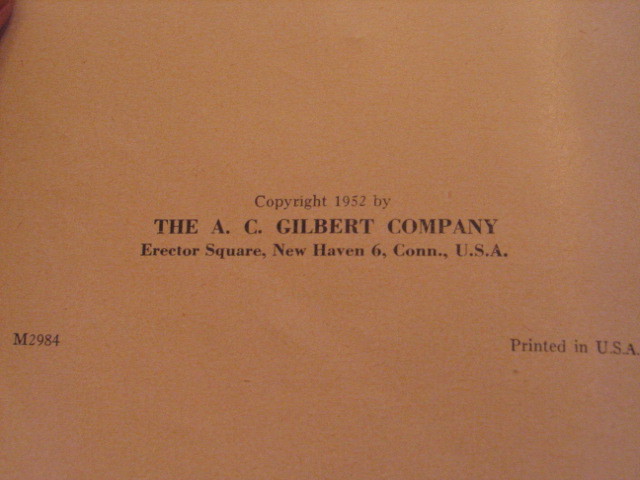 Copyright 1952 by
THE A. C. GILBERT COMPANY
Erector Square, New Haven 6, Conn., U.S.A.
M2984
Printed in U.S.A.